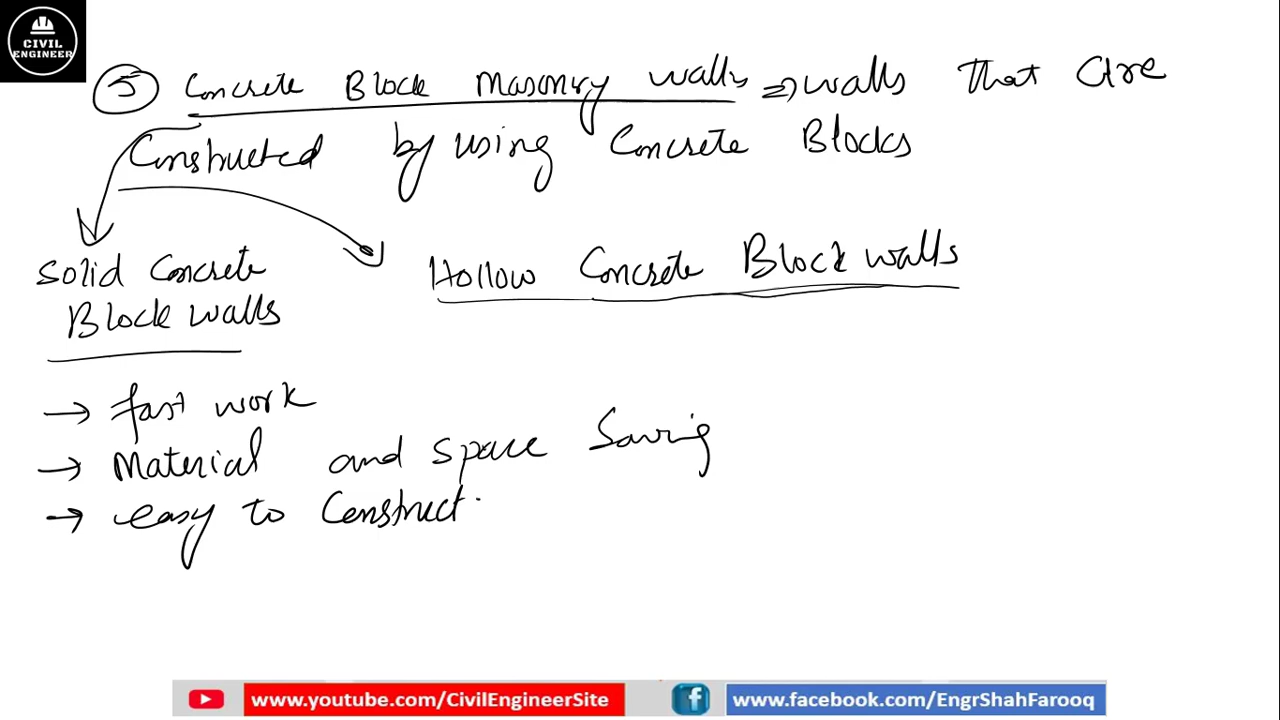 CIVIL
ENGINEER
5 Concrete Block Masonry walls => walls that are
Constructed by using Concrete Blocks
Solid Concrete
Block walls
Hollow Concrete Block walls
→ fast work
→ Material and space Saving
→ easy to Construct.
www.youtube.com/CivilEngineerSite
www.facebook.com/EngrShahFarooq